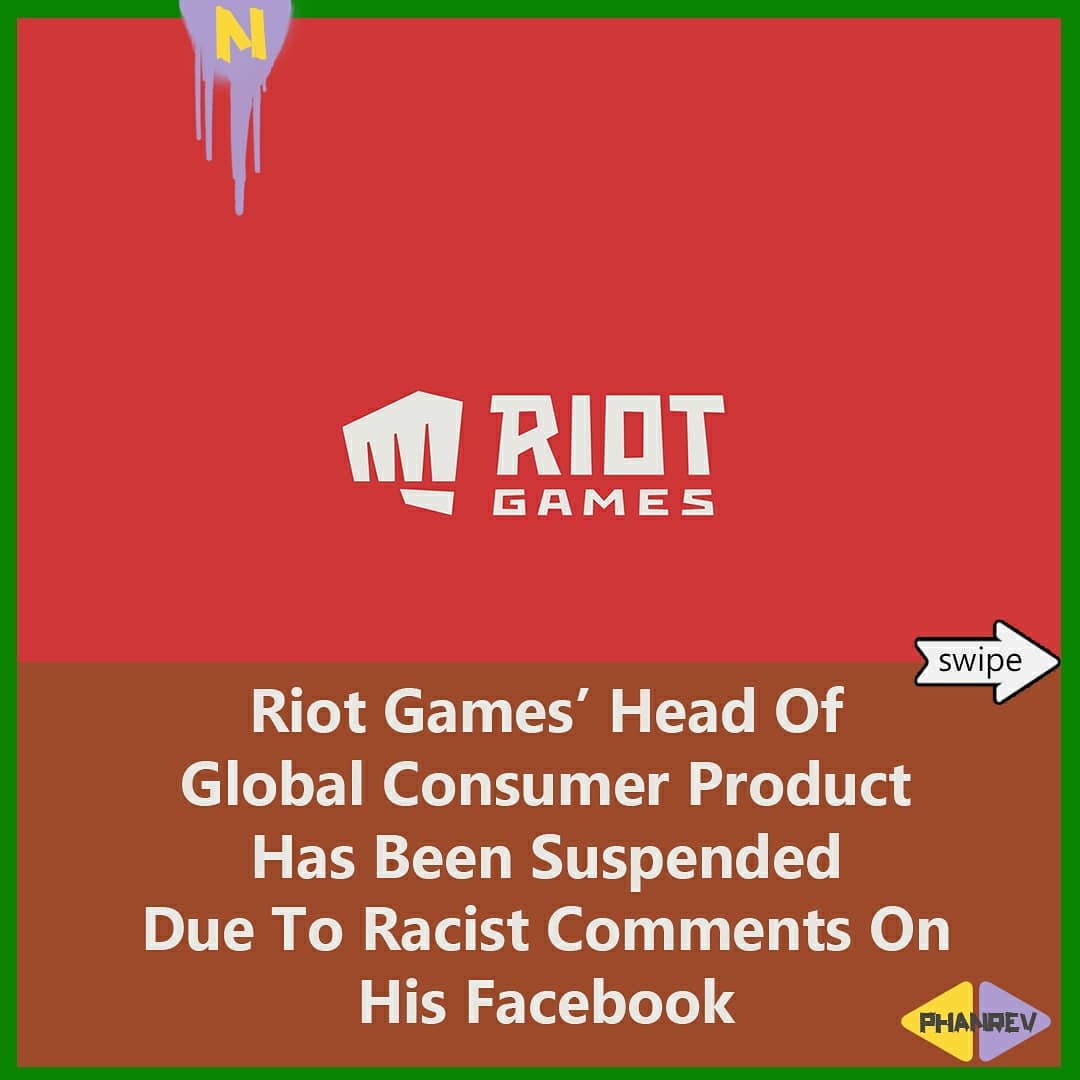 N
RIOT
GAMES
swipe
Riot Games’ Head Of
Global Consumer Product
Has Been Suspended
Due To Racist Comments On
His Facebook
PHANREV